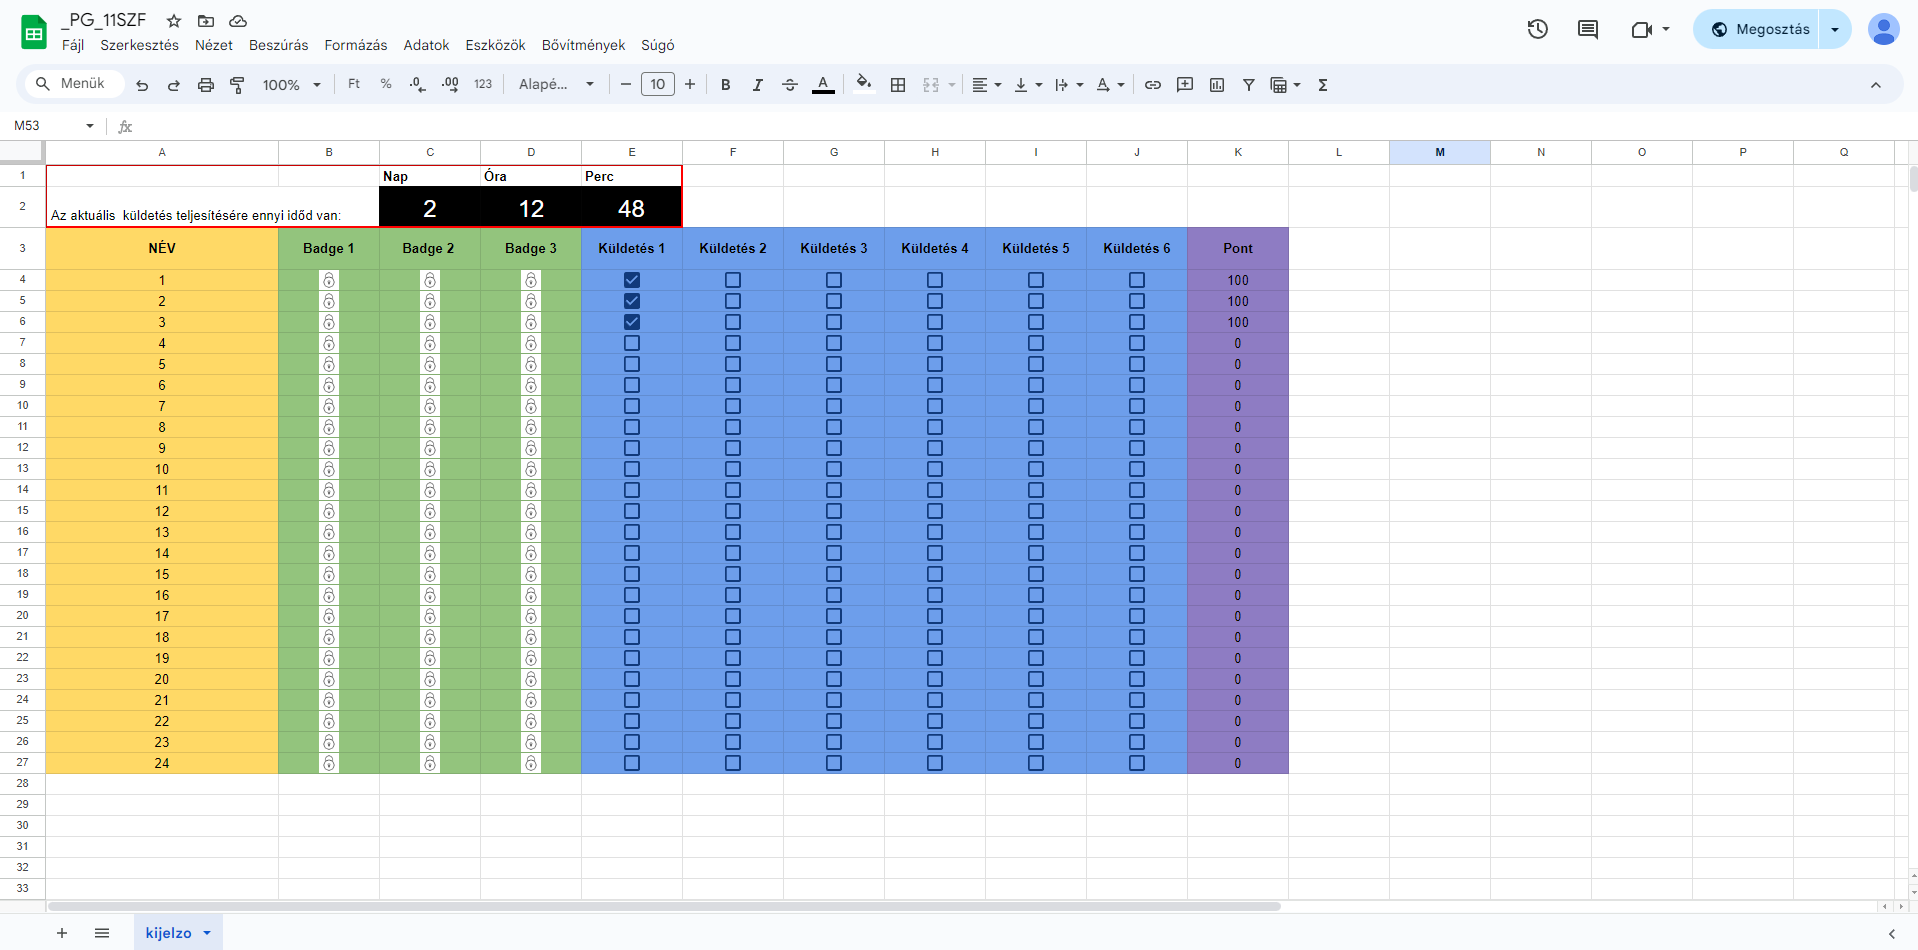 _PG_11SZF
Fájl Szerkesztés Nézet Beszúrás Formázás Adatok Eszközök Bővítmények Súgó
Megosztás
Menük 100% Ft % .0 .00 123 Alapé... 10 B I A A Σ
M53 fx
A B C D E F G H I J K L M N O P Q
1 Nap Óra Perc
2 Az aktuális küldetés teljesítésére ennyi időd van: 2 12 48
3 NÉV Badge 1 Badge 2 Badge 3 Küldetés 1 Küldetés 2 Küldetés 3 Küldetés 4 Küldetés 5 Küldetés 6 Pont
4 1 100
5 2 100
6 3 100
7 4 0
8 5 0
9 6 0
10 7 0
11 8 0
12 9 0
13 10 0
14 11 0
15 12 0
16 13 0
17 14 0
18 15 0
19 16 0
20 17 0
21 18 0
22 19 0
23 20 0
24 21 0
25 22 0
26 23 0
27 24 0
28
29
30
31
32
33
kijelzo